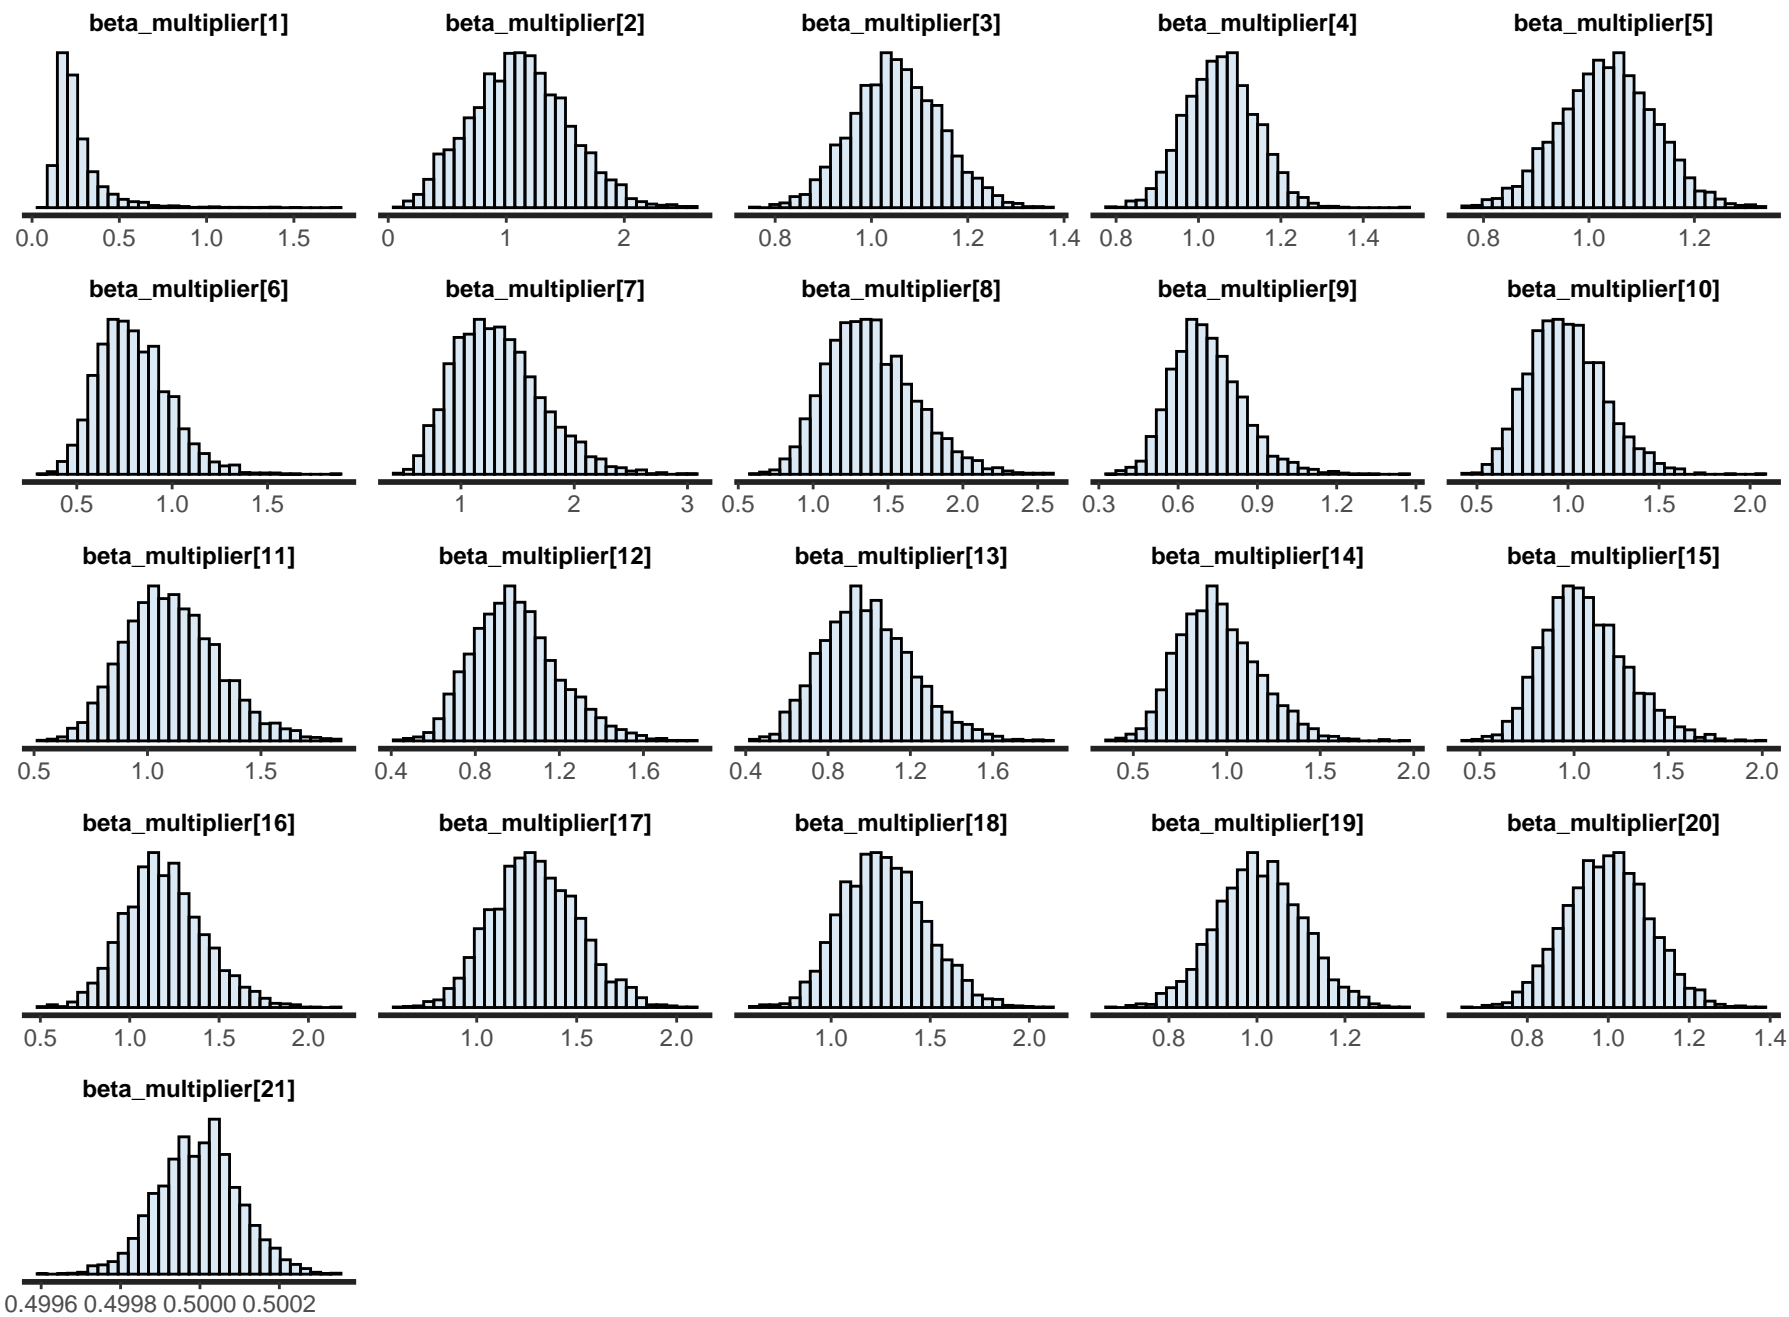 beta_multiplier[1] beta_multiplier[2] beta_multiplier[3] beta_multiplier[4] beta_multiplier[5]
0.0 0.5 1.0 1.5 0 1 2 0.8 1.0 1.2 1.4 0.8 1.0 1.2 1.4 0.8 1.0 1.2
beta_multiplier[6] beta_multiplier[7] beta_multiplier[8] beta_multiplier[9] beta_multiplier[10]
0.5 1.0 1.5 1 2 3 0.5 1.0 1.5 2.0 2.5 0.3 0.6 0.9 1.2 1.5 0.5 1.0 1.5 2.0
beta_multiplier[11] beta_multiplier[12] beta_multiplier[13] beta_multiplier[14] beta_multiplier[15]
0.5 1.0 1.5 0.4 0.8 1.2 1.6 0.4 0.8 1.2 1.6 0.5 1.0 1.5 2.0 0.5 1.0 1.5 2.0
beta_multiplier[16] beta_multiplier[17] beta_multiplier[18] beta_multiplier[19] beta_multiplier[20]
0.5 1.0 1.5 2.0 1.0 1.5 2.0 1.0 1.5 2.0 0.8 1.0 1.2 0.8 1.0 1.2 1.4
beta_multiplier[21]
0.4996 0.4998 0.5000 0.5002